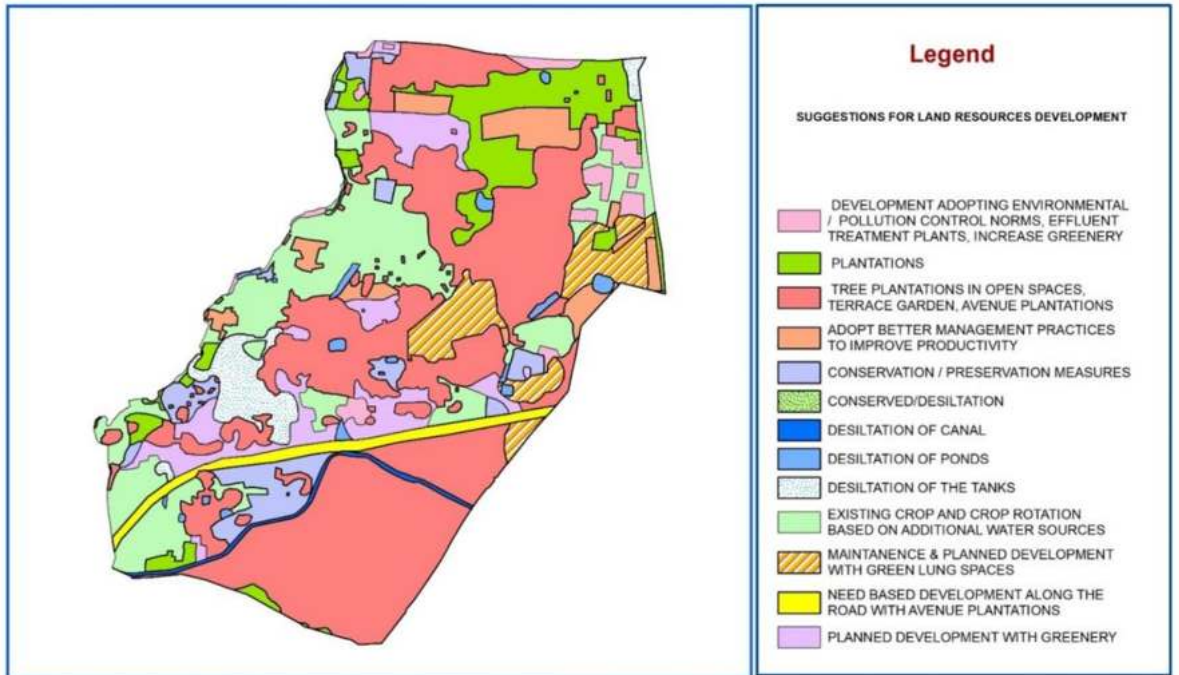 Legend
SUGGESTIONS FOR LAND RESOURCES DEVELOPMENT
DEVELOPMENT ADOPTING ENVIRONMENTAL
/ POLLUTION CONTROL NORMS, EFFLUENT
TREATMENT PLANTS, INCREASE GREENERY
PLANTATIONS
TREE PLANTATIONS IN OPEN SPACES,
TERRACE GARDEN, AVENUE PLANTATIONS
ADOPT BETTER MANAGEMENT PRACTICES
TO IMPROVE PRODUCTIVITY
CONSERVATION / PRESERVATION MEASURES
CONSERVED/DESILTATION
DESILTATION OF CANAL
DESILTATION OF PONDS
DESILTATION OF THE TANKS
EXISTING CROP AND CROP ROTATION
BASED ON ADDITIONAL WATER SOURCES
MAINTANENCE & PLANNED DEVELOPMENT
WITH GREEN LUNG SPACES
NEED BASED DEVELOPMENT ALONG THE
ROAD WITH AVENUE PLANTATIONS
PLANNED DEVELOPMENT WITH GREENERY